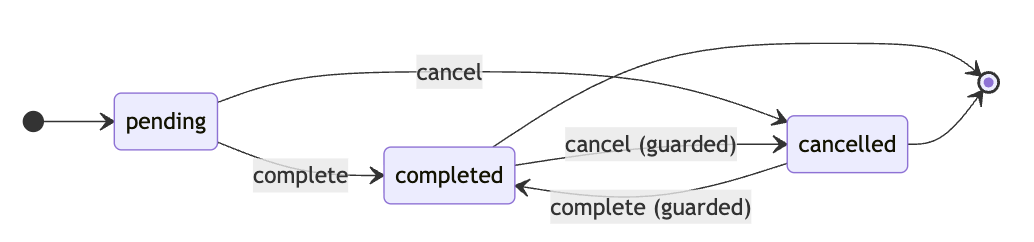 cancel
pending
complete
completed
cancel (guarded)
complete (guarded)
cancelled